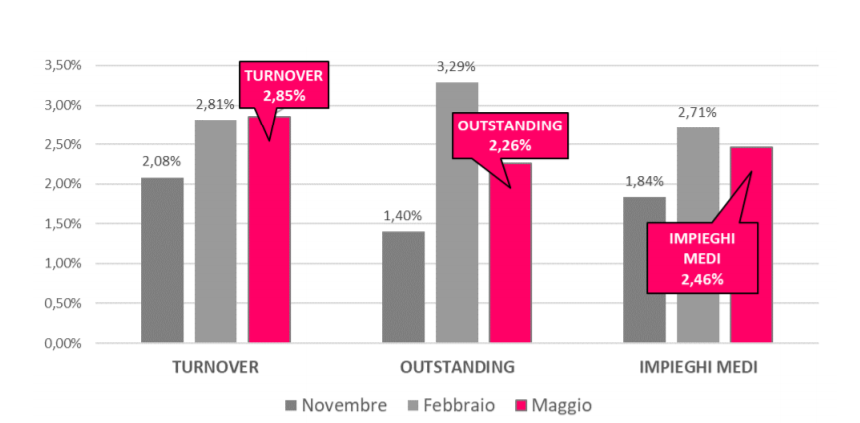 3,50%
3,00%
2,50%
2,00%
1,50%
1,00%
0,50%
0,00%
2,08%
2,81%
TURNOVER
2,85%
1,40%
3,29%
OUTSTANDING
2,26%
1,84%
2,71%
IMPIEGHI
MEDI
2,46%
TURNOVER
OUTSTANDING
IMPIEGHI MEDI
Novembre
Febbraio
Maggio